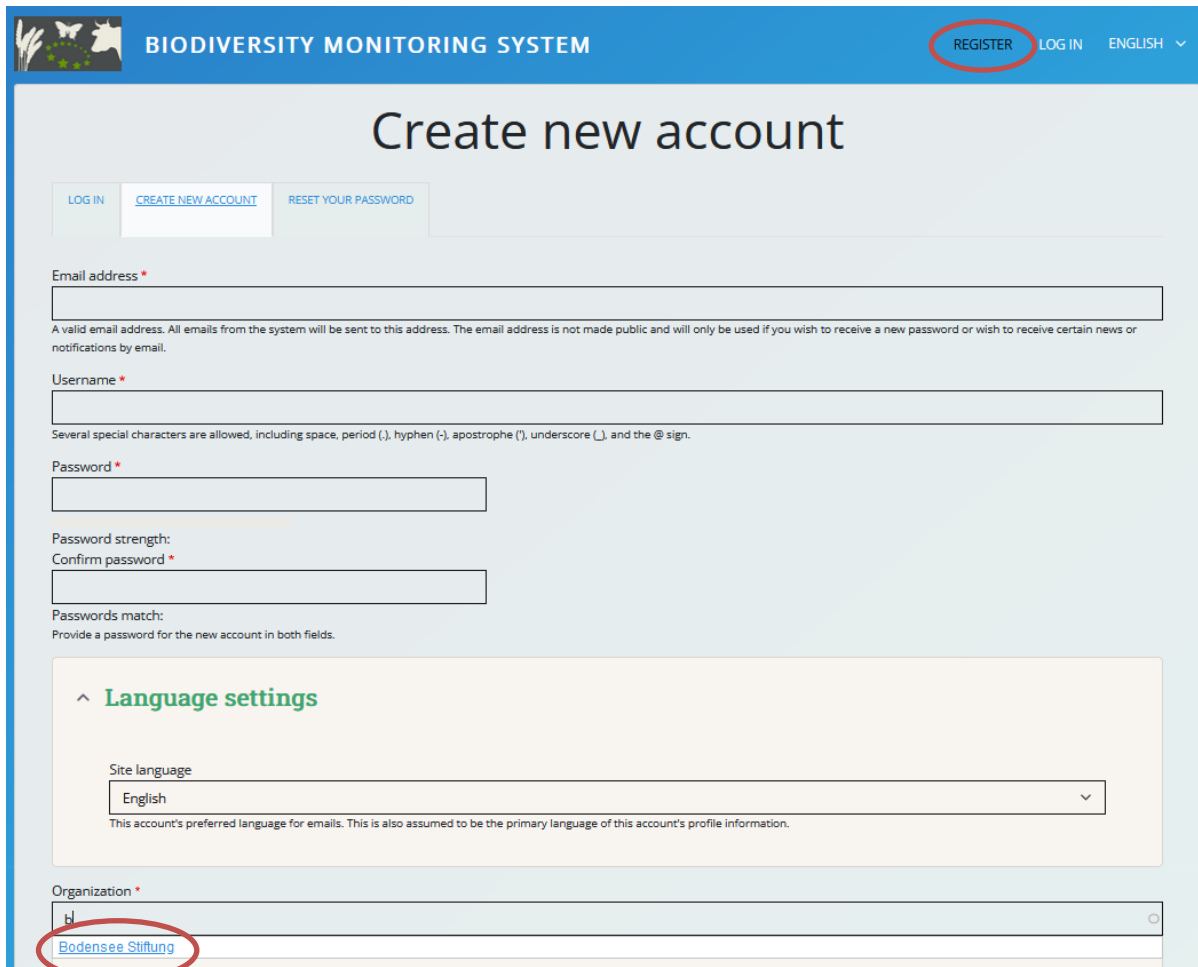 BIODIVERSITY MONITORING SYSTEM
REGISTER LOG IN ENGLISH
Create new account
LOG IN CREATE NEW ACCOUNT RESET YOUR PASSWORD
Email address *
A valid email address. All emails from the system will be sent to this address. The email address is not made public and will only be used if you wish to receive a new password or wish to receive certain news or
notifications by email.
Username *
Several special characters are allowed, including space, period (.), hyphen (-), apostrophe ('), underscore (_), and the @ sign.
Password *
Password strength:
Confirm password *
Passwords match:
Provide a password for the new account in both fields.
Language settings
Site language
English
This account's preferred language for emails. This is also assumed to be the primary language of this account's profile information.
Organization *
b
Bodensee Stiftung